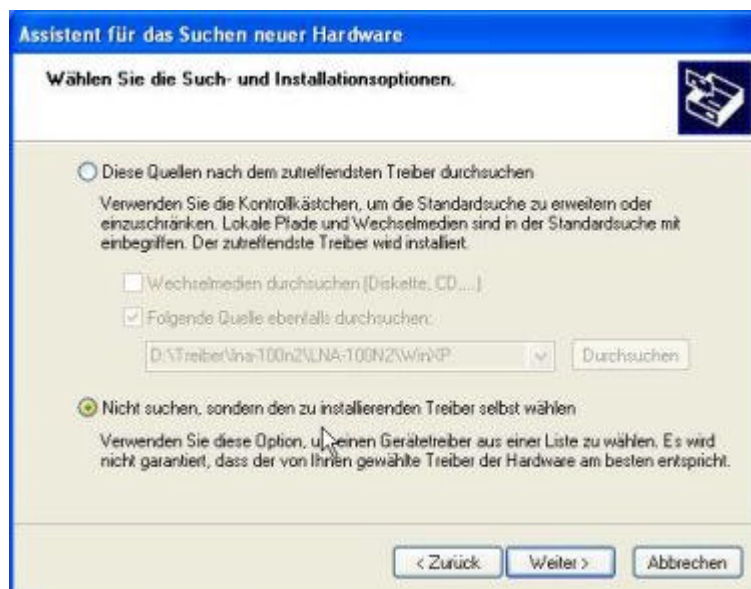 Assistent für das Suchen neuer Hardware
Wählen Sie die Such- und Installationsoptionen.
Diese Quellen nach dem zutreffendsten Treiber durchsuchen
Verwenden Sie die Kontrollkästchen, um die Standardsuche zu erweitern oder
einzuschränken. Lokale Pfade und Wechselmedien sind in der Standardsuche mit
einbegriffen. Der zutreffendste Treiber wird installiert.
Wechselmedien durchsuchen (Diskette, CD,...)
Folgende Quelle ebenfalls durchsuchen:
D:\Treiber\lna-100n2\LNA-100N2\WinXP Durchsuchen
Nicht suchen, sondern den zu installierenden Treiber selbst wählen
Verwenden Sie diese Option, einen Gerätetreiber aus einer Liste zu wählen. Es wird
nicht garantiert, dass der von Ihnen gewählte Treiber der Hardware am besten entspricht.
< Zurück Weiter > Abbrechen